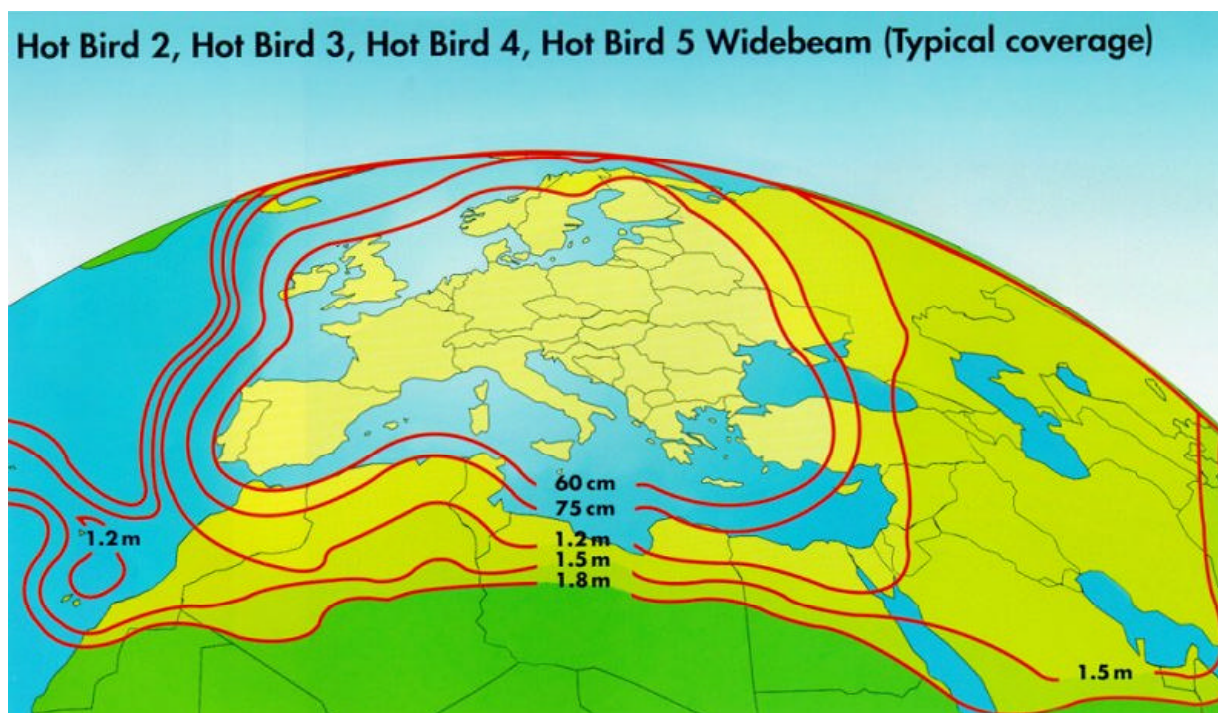 Hot Bird 2, Hot Bird 3, Hot Bird 4, Hot Bird 5 Widebeam (Typical coverage)
60 cm
75 cm
1.2 m
1.2 m
1.5 m
1.8 m
1.5 m